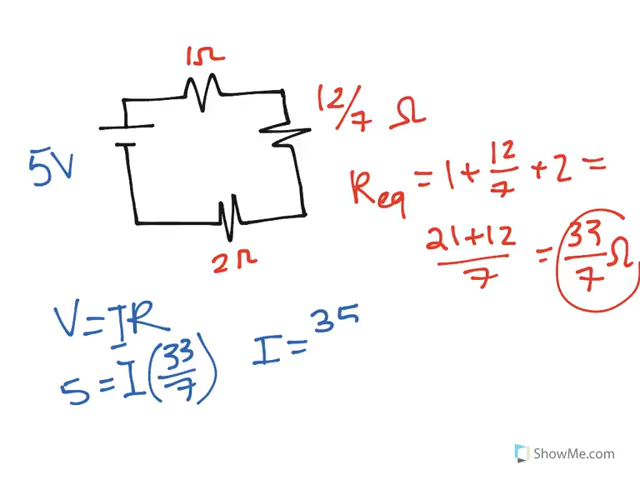 1Ω
12/7 Ω
5V
Req = 1 + 12/7 + 2 =
21+12/7 = 33/7 Ω
2Ω
V = IR
5 = I(33/7)
I = 35
ShowMe.com